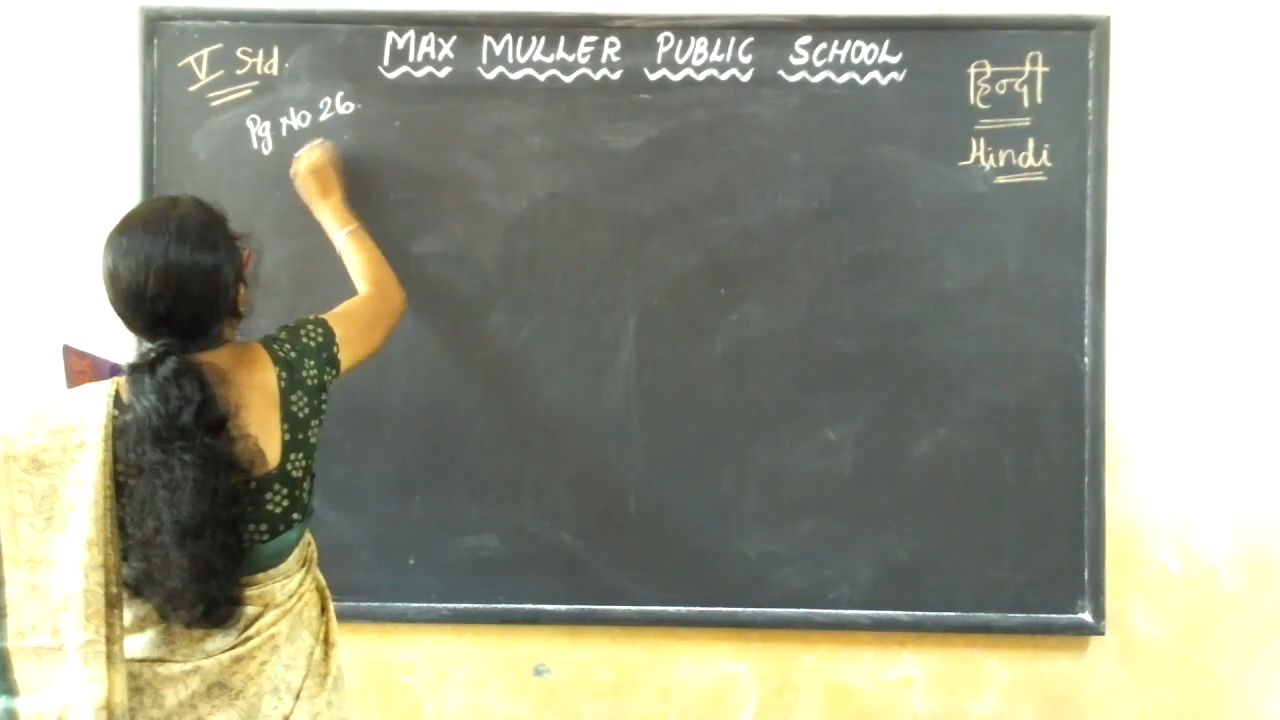 V Std.
MAX MULLER PUBLIC SCHOOL
हिन्दी
Hindi
Pg No 26.